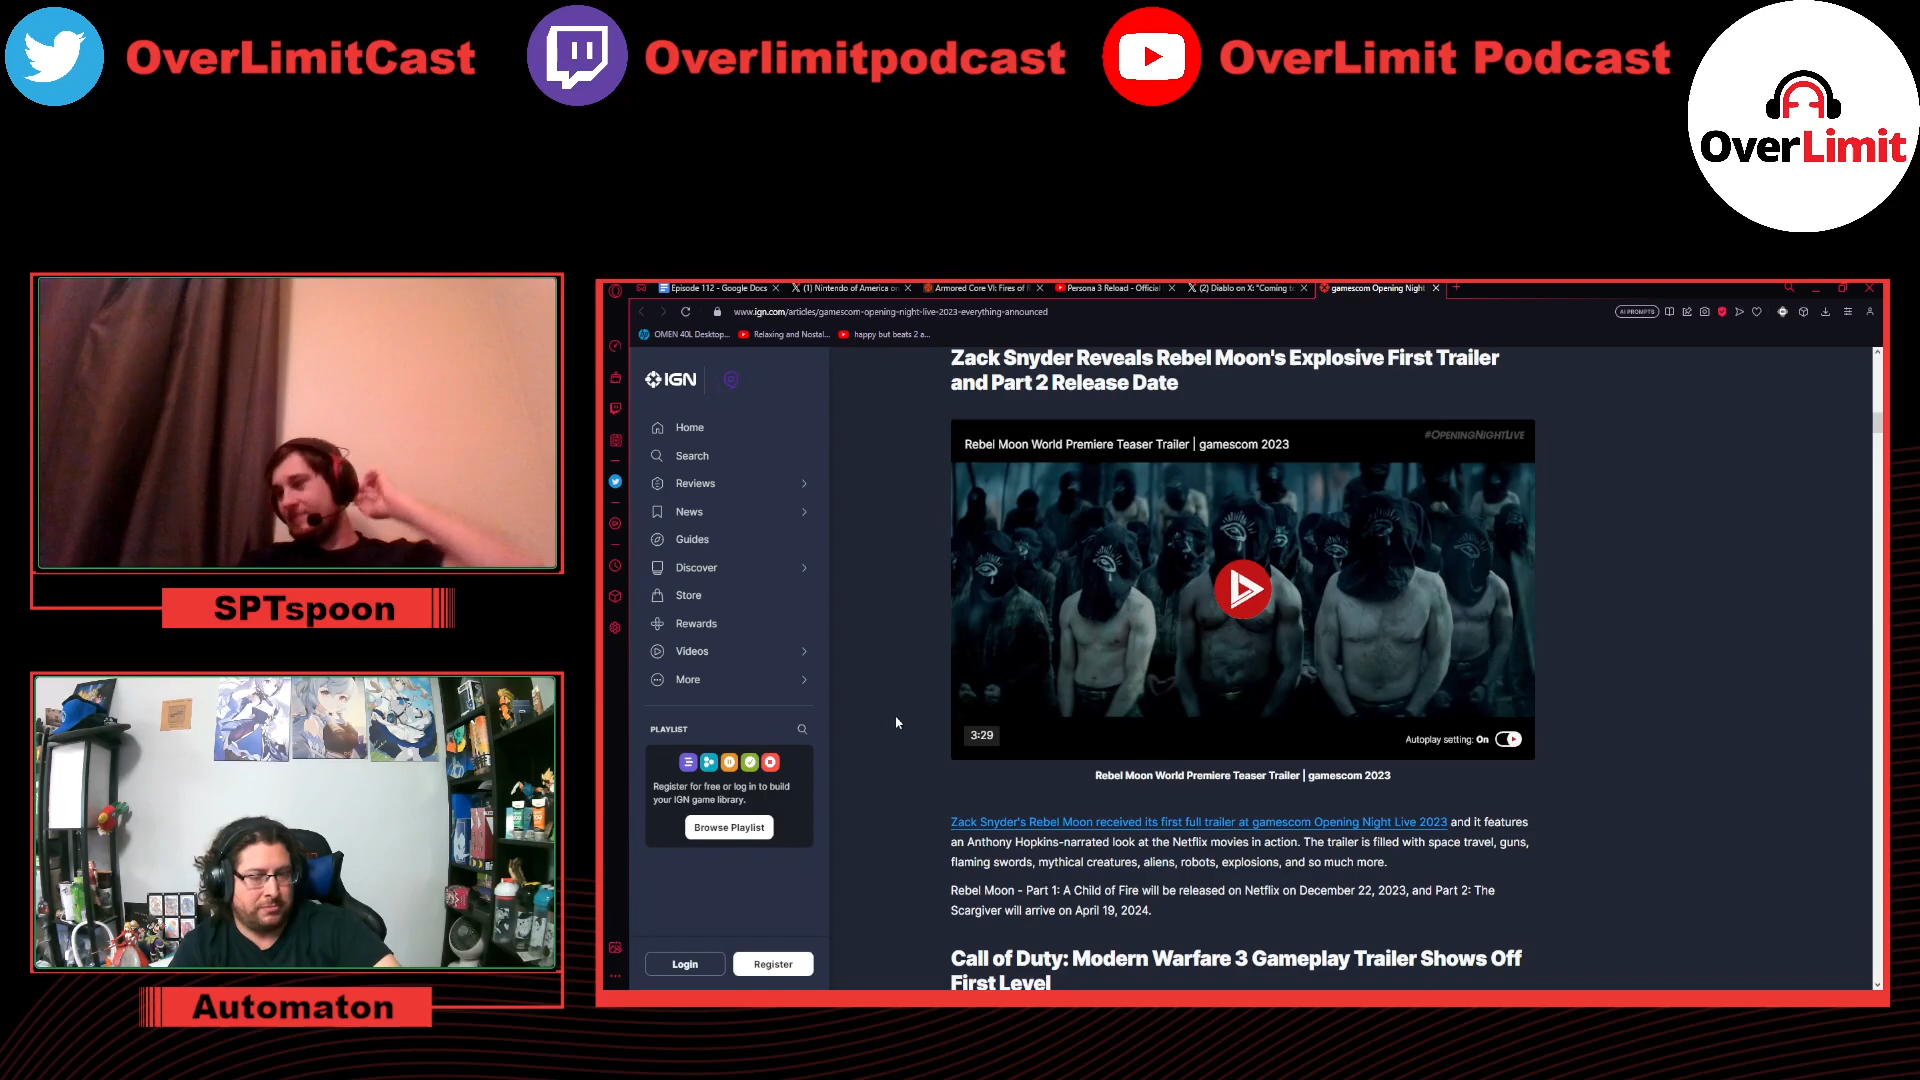 OverLimitCast
Overlimitpodcast
OverLimit Podcast
OverLimit
Episode 112 - Google Docs
(1) Nintendo of America on
Armored Core VI: Fires of
Persona 3 Reload - Official
(2) Diablo on X: "Coming to
gamescom Opening Night
www.ign.com/articles/gamescom-opening-night-live-2023-everything-announced
AI PROMPTS
OMEN 40L Desktop...
Relaxing and Nostal...
happy but beats 2 a...
IGN
Home
Search
Reviews
News
Guides
Discover
Store
Rewards
Videos
More
PLAYLIST
Register for free or log in to build
your IGN game library.
Browse Playlist
Login
Register
Zack Snyder Reveals Rebel Moon's Explosive First Trailer
and Part 2 Release Date
Rebel Moon World Premiere Teaser Trailer | gamescom 2023
#OPENINGNIGHTLIVE
3:29
Autoplay setting: On
Rebel Moon World Premiere Teaser Trailer | gamescom 2023
Zack Snyder's Rebel Moon received its first full trailer at gamescom Opening Night Live 2023 and it features
an Anthony Hopkins-narrated look at the Netflix movies in action. The trailer is filled with space travel, guns,
flaming swords, mythical creatures, aliens, robots, explosions, and so much more.
Rebel Moon - Part 1: A Child of Fire will be released on Netflix on December 22, 2023, and Part 2: The
Scargiver will arrive on April 19, 2024.
Call of Duty: Modern Warfare 3 Gameplay Trailer Shows Off
First Level
SPTspoon
Automaton